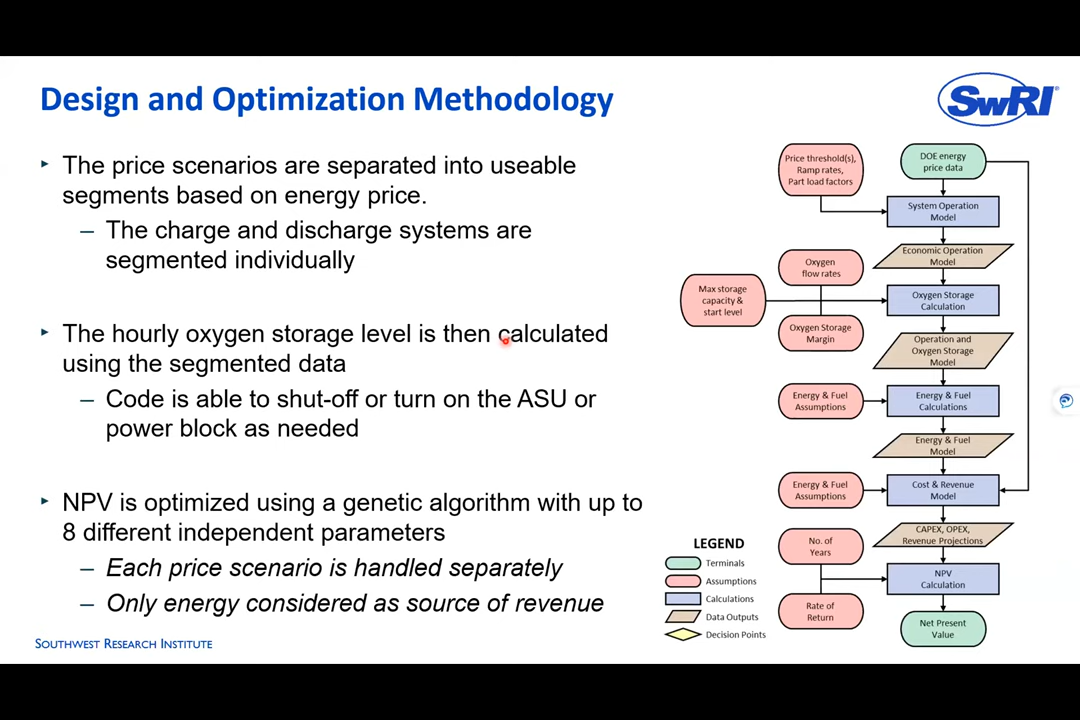 Design and Optimization Methodology
SwRI
The price scenarios are separated into useable
segments based on energy price.
– The charge and discharge systems are
segmented individually
The hourly oxygen storage level is then calculated
using the segmented data
– Code is able to shut-off or turn on the ASU or
power block as needed
NPV is optimized using a genetic algorithm with up to
8 different independent parameters
– Each price scenario is handled separately
– Only energy considered as source of revenue
SOUTHWEST RESEARCH INSTITUTE
Price threshold(s),
Ramp rates,
Part load factors
DOE energy
price data
System Operation
Model
Economic Operation
Model
Oxygen
flow rates
Max storage
capacity &
start level
Oxygen Storage
Calculation
Oxygen Storage
Margin
Operation and
Oxygen Storage
Model
Energy & Fuel
Assumptions
Energy & Fuel
Calculations
Energy & Fuel
Model
Energy & Fuel
Assumptions
Cost & Revenue
Model
CAPEX, OPEX,
Revenue Projections
No. of
Years
NPV
Calculation
Rate of
Return
Net Present
Value
LEGEND
Terminals
Assumptions
Calculations
Data Outputs
Decision Points